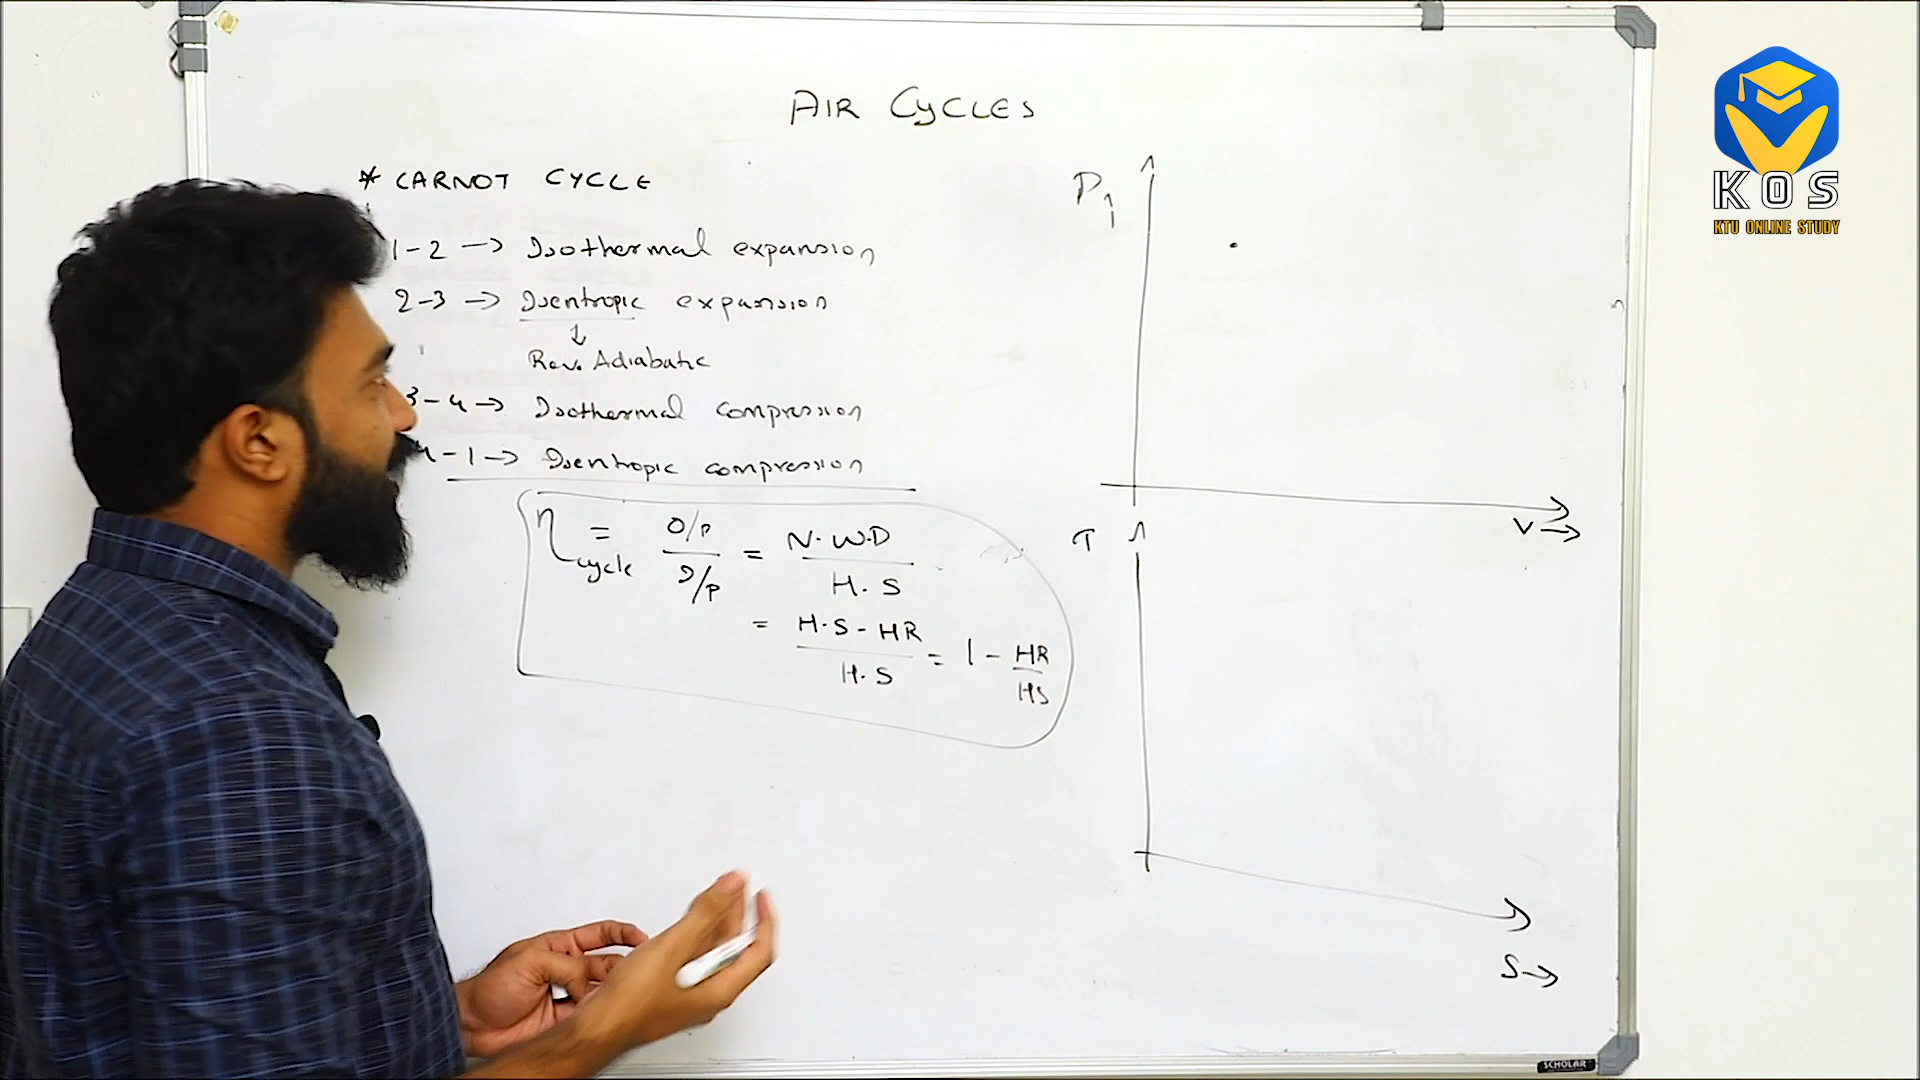 AIR CYCLES
* CARNOT CYCLE
1-2 → Isothermal expansion
2-3 → Isentropic expansion
↓
Rev. Adiabatic
3-4 → Isothermal compression
4-1 → Isentropic compression
η cycle = O/P / I/P = N.W.D / H.S
= H.S - HR / H.S = 1 - HR / HS
P ↑
V →
T
S →
KOS
KTU ONLINE STUDY
SCHOLAR